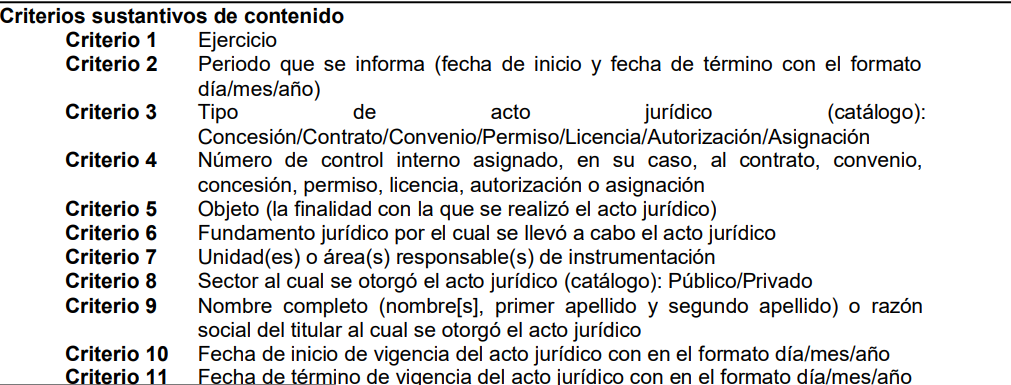 Criterios sustantivos de contenido
Criterio 1 Ejercicio
Criterio 2 Periodo que se informa (fecha de inicio y fecha de término con el formato
día/mes/año)
Criterio 3 Tipo de acto jurídico (catálogo):
Concesión/Contrato/Convenio/Permiso/Licencia/Autorización/Asignación
Criterio 4 Número de control interno asignado, en su caso, al contrato, convenio,
concesión, permiso, licencia, autorización o asignación
Criterio 5 Objeto (la finalidad con la que se realizó el acto jurídico)
Criterio 6 Fundamento jurídico por el cual se llevó a cabo el acto jurídico
Criterio 7 Unidad(es) o área(s) responsable(s) de instrumentación
Criterio 8 Sector al cual se otorgó el acto jurídico (catálogo): Público/Privado
Criterio 9 Nombre completo (nombre[s], primer apellido y segundo apellido) o razón
social del titular al cual se otorgó el acto jurídico
Criterio 10 Fecha de inicio de vigencia del acto jurídico con en el formato día/mes/año
Criterio 11 Fecha de término de vigencia del acto jurídico con en el formato día/mes/año